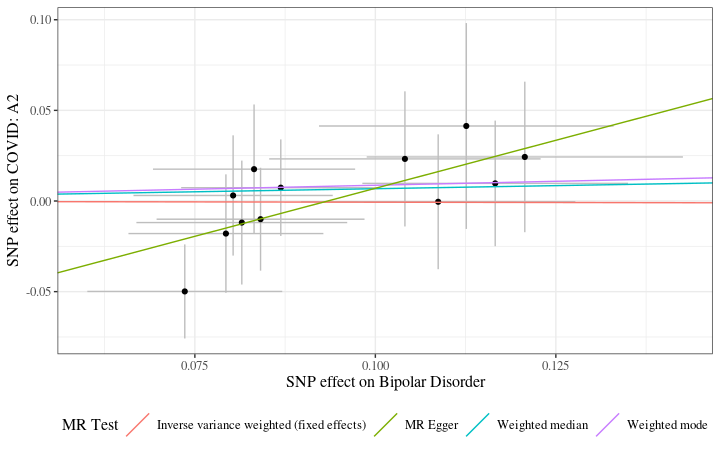 0.10
0.05
0.00
-0.05
SNP effect on COVID: A2
0.075 0.100 0.125
SNP effect on Bipolar Disorder
MR Test Inverse variance weighted (fixed effects) MR Egger Weighted median Weighted mode